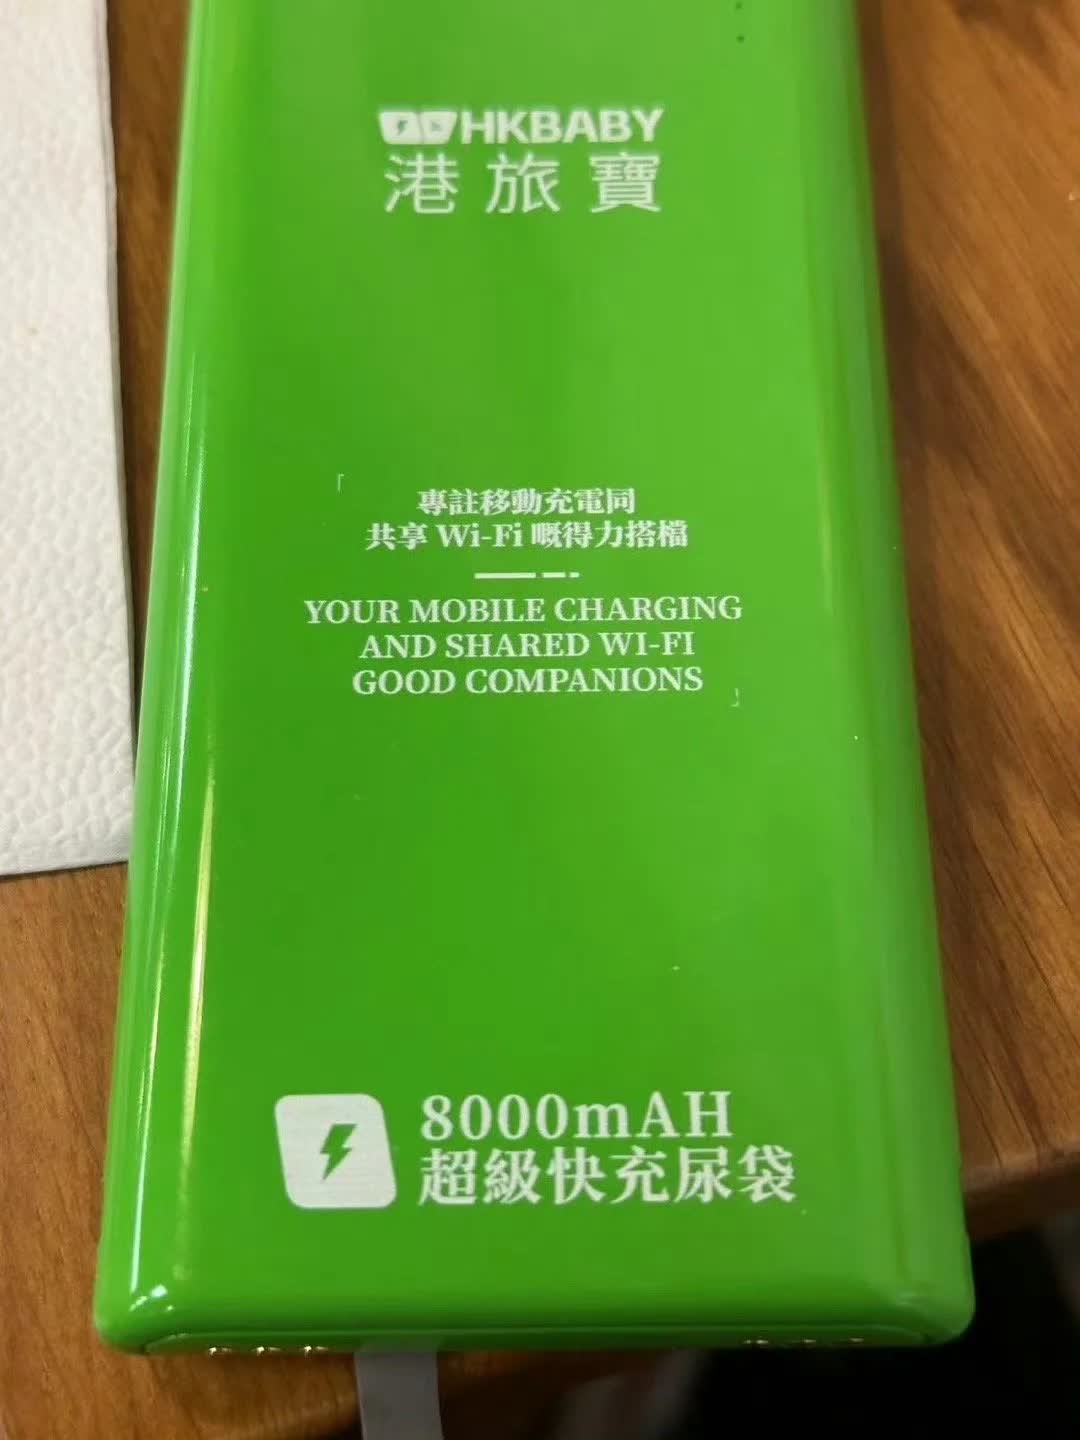 HKBABY
港旅寶
「
專註移動充電同
共享 Wi-Fi 嘅得力搭檔
YOUR MOBILE CHARGING
AND SHARED WI-FI
GOOD COMPANIONS
」
8000mAH
超級快充尿袋